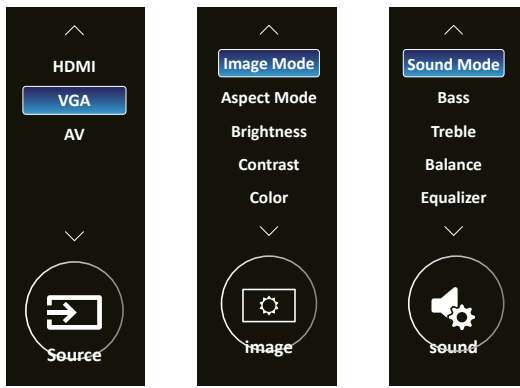 HDMI
VGA
AV
Source
Image Mode
Aspect Mode
Brightness
Contrast
Color
image
Sound Mode
Bass
Treble
Balance
Equalizer
sound